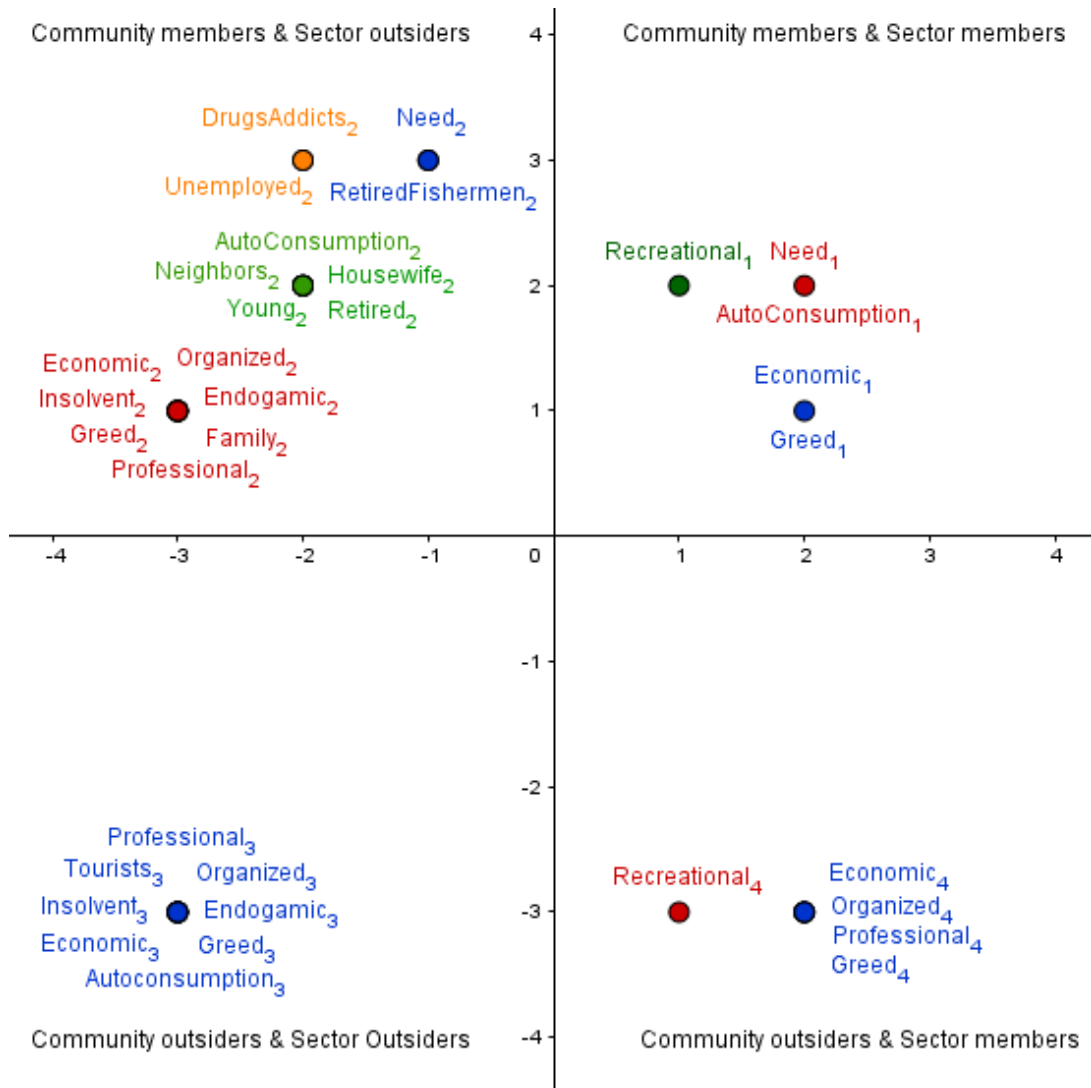 Community members & Sector outsiders
4
Community members & Sector members
DrugsAddicts₂
Need₂
3
Unemployed₂
RetiredFishermen₂
AutoConsumption₂
Neighbors₂
Housewife₂
Young₂
Retired₂
Recreational₁
Need₁
2
AutoConsumption₁
Economic₂
Organized₂
Insolvent₂
Endogamic₂
Greed₂
Family₂
Professional₂
Economic₁
1
Greed₁
-4 -3 -2 -1 0 1 2 3 4
-1
-2
Professional₃
Tourists₃
Organized₃
Insolvent₃
Endogamic₃
Economic₃
Greed₃
Autoconsumption₃
-3
Recreational₄
Economic₄
Organized₄
Professional₄
Greed₄
Community outsiders & Sector Outsiders
-4
Community outsiders & Sector members